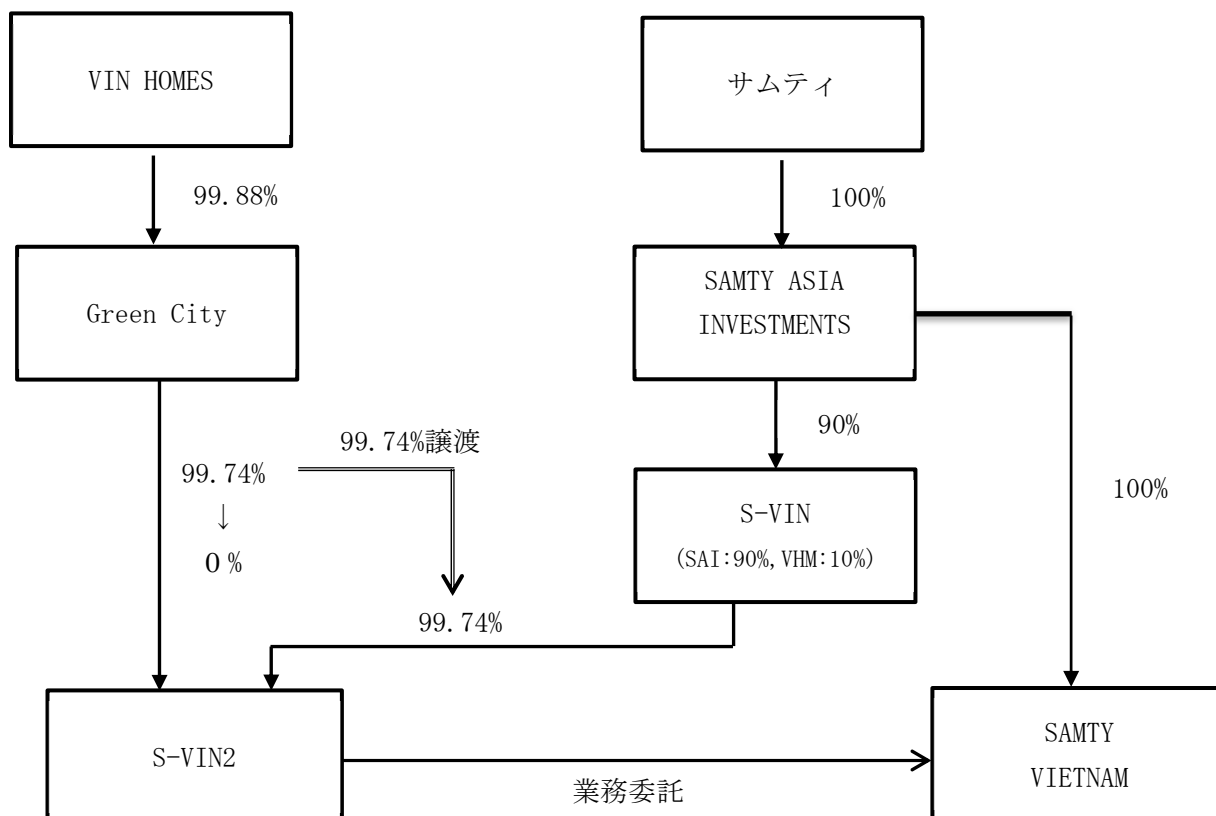 VIN HOMES
サムティ
99.88%
100%
Green City
SAMTY ASIA
INVESTMENTS
99.74%譲渡
90%
99.74%
↓
0%
S-VIN
(SAI:90%,VHM:10%)
100%
99.74%
S-VIN2
業務委託
SAMTY
VIETNAM